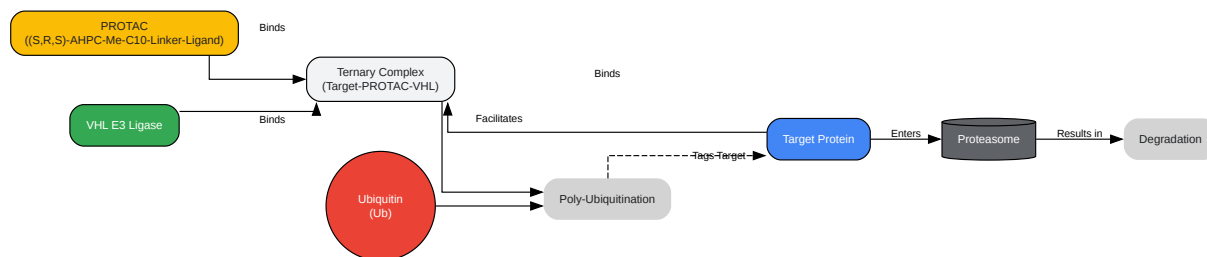 PROTAC
((S,R,S)-AHPC-Me-C10-Linker-Ligand)
Binds
Ternary Complex
(Target-PROTAC-VHL)
Binds
VHL E3 Ligase
Binds
Facilitates
Target Protein
Enters
Proteasome
Results in
Degradation
Tags Target
Ubiquitin
(Ub)
Poly-Ubiquitination